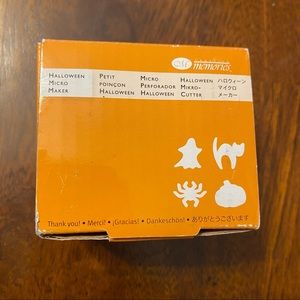 memories
HALLOWEEN MICRO MAKER
PETIT POINÇON HALLOWEEN
MICRO PERFORADOR HALLOWEEN
HALLOWEEN MIKRO-CUTTER
ハロウィーン マイクロ メーカー
Thank you! • Merci! • ¡Gracias! • Dankeschön! • ありがとうございます